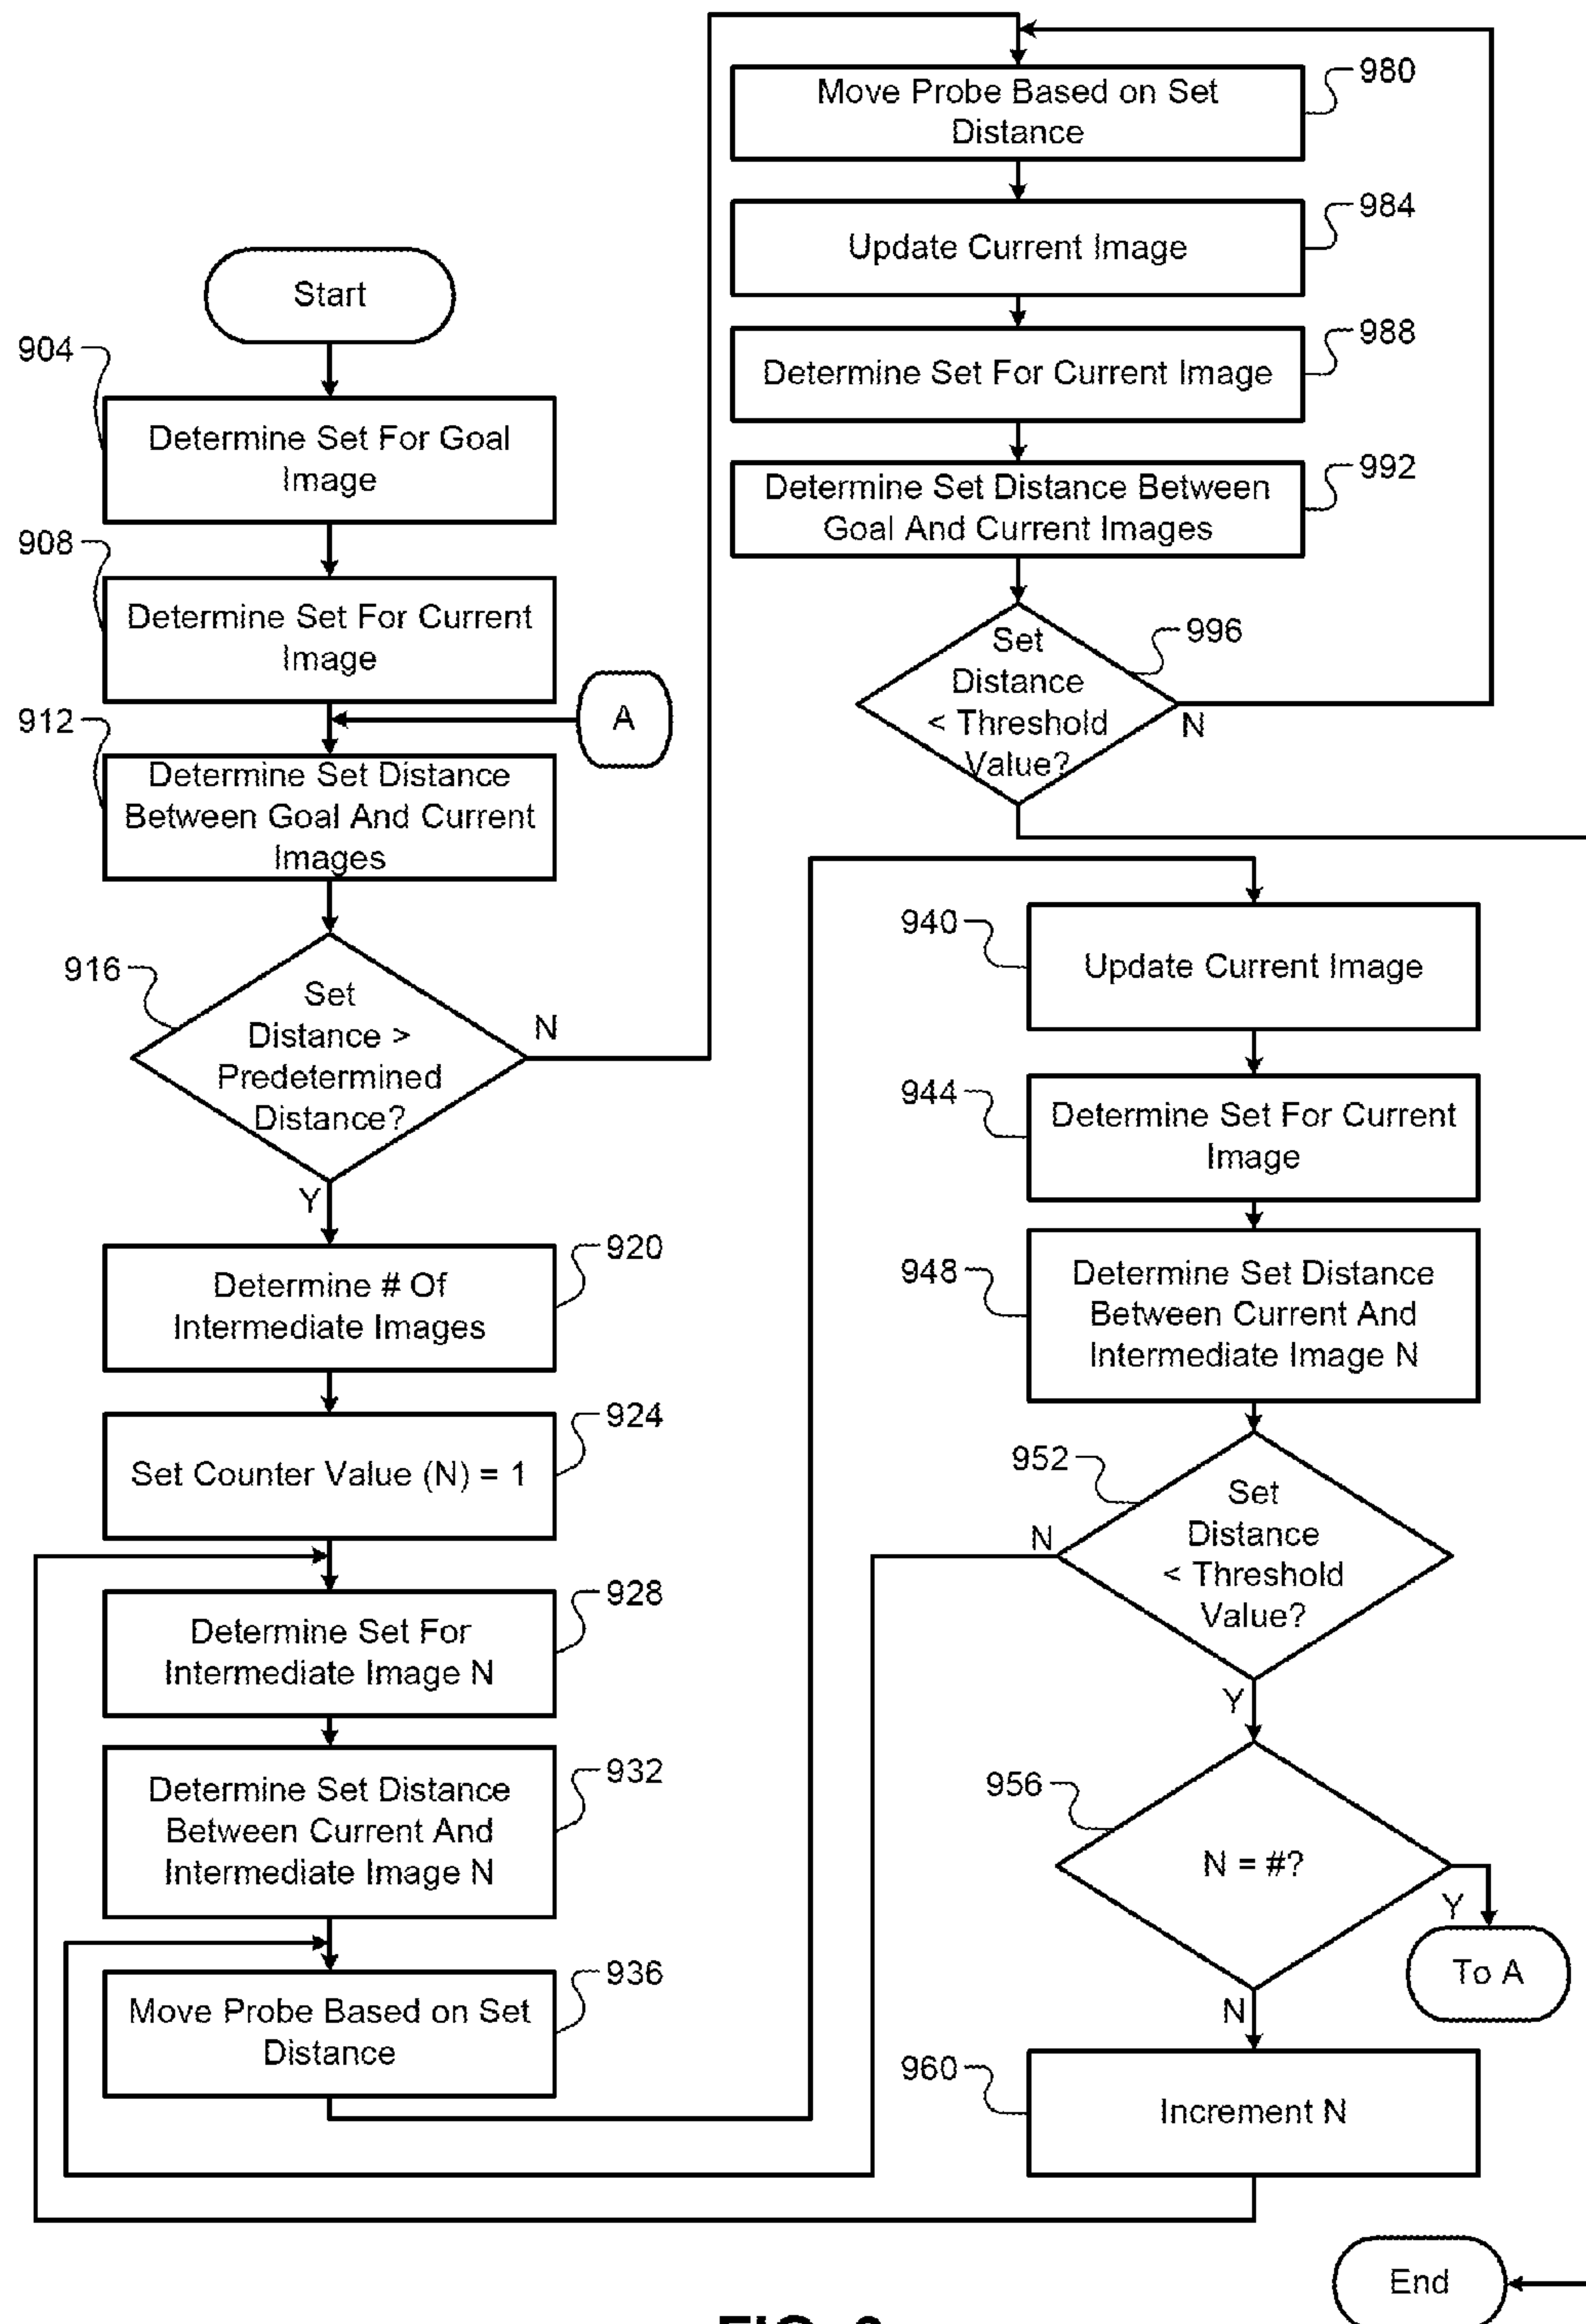 Start
904
Determine Set For Goal
Image
908
Determine Set For Current
Image
A
912
Determine Set Distance
Between Goal And Current
Images
916
Set
Distance >
Predetermined
Distance?
N
Y
920
Determine # Of
Intermediate Images
924
Set Counter Value (N) = 1
928
Determine Set For
Intermediate Image N
932
Determine Set Distance
Between Current And
Intermediate Image N
936
Move Probe Based on Set
Distance
980
Move Probe Based on Set
Distance
984
Update Current Image
988
Determine Set For Current Image
992
Determine Set Distance Between
Goal And Current Images
996
Set
Distance
< Threshold
Value?
N
940
Update Current Image
944
Determine Set For Current
Image
948
Determine Set Distance
Between Current And
Intermediate Image N
952
Set
Distance
< Threshold
Value?
N
Y
956
N = #?
Y
To A
N
960
Increment N
End